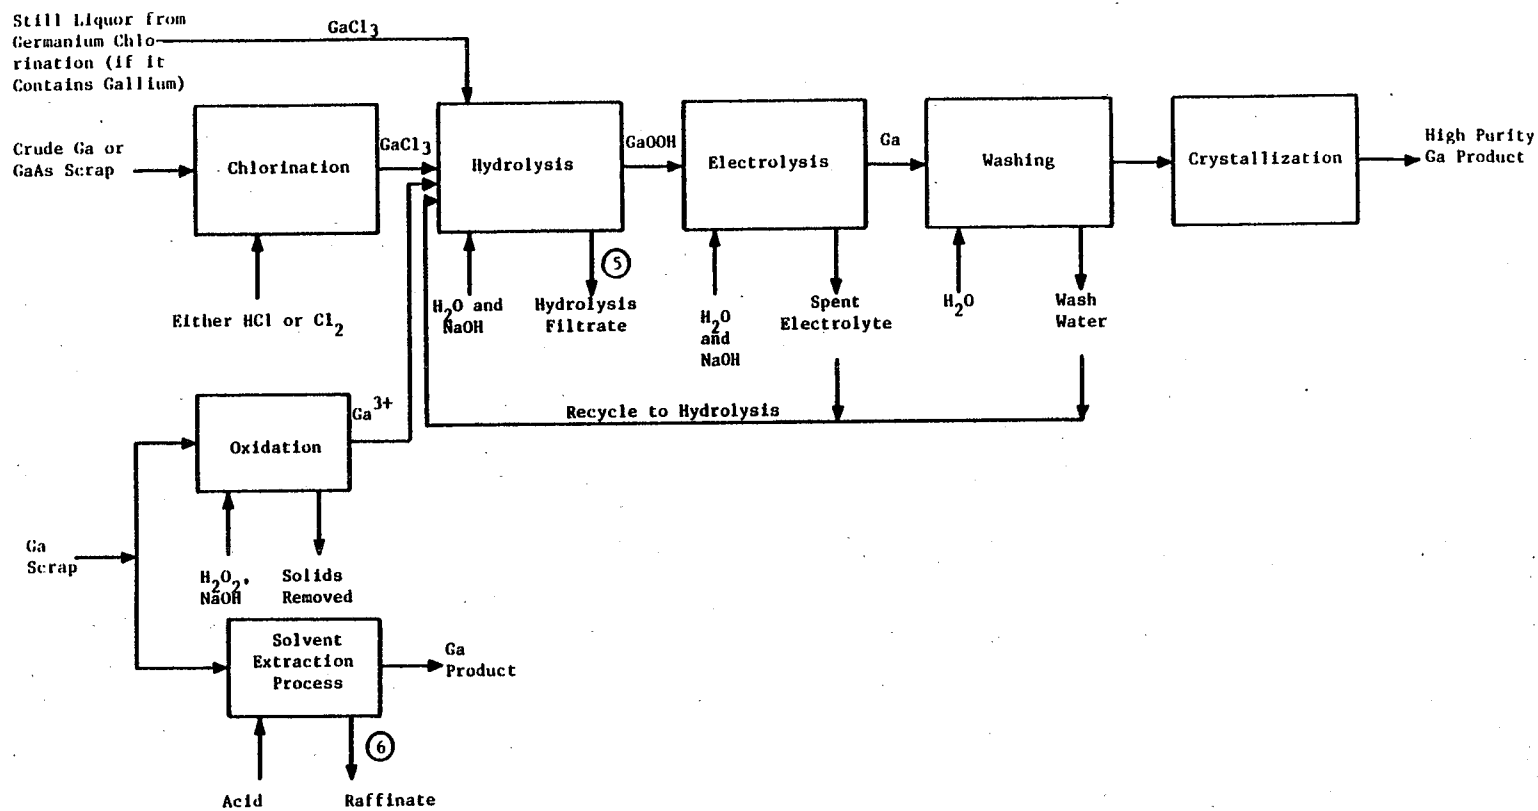 Still Liquor from
Germanium Chlo-
rination (if it
Contains Gallium)
GaCl3
Crude Ga or
GaAs Scrap
Chlorination
GaCl3
Hydrolysis
GaOOH
Electrolysis
Ga
Washing
Crystallization
High Purity
Ga Product
Either HCl or Cl2
H2O and
NaOH
5
Hydrolysis
Filtrate
H2O
and
NaOH
Spent
Electrolyte
H2O
Wash
Water
Recycle to Hydrolysis
Ga3+
Oxidation
Ga
Scrap
H2O2,
NaOH
Solids
Removed
Solvent
Extraction
Process
Ga
Product
6
Acid
Raffinate